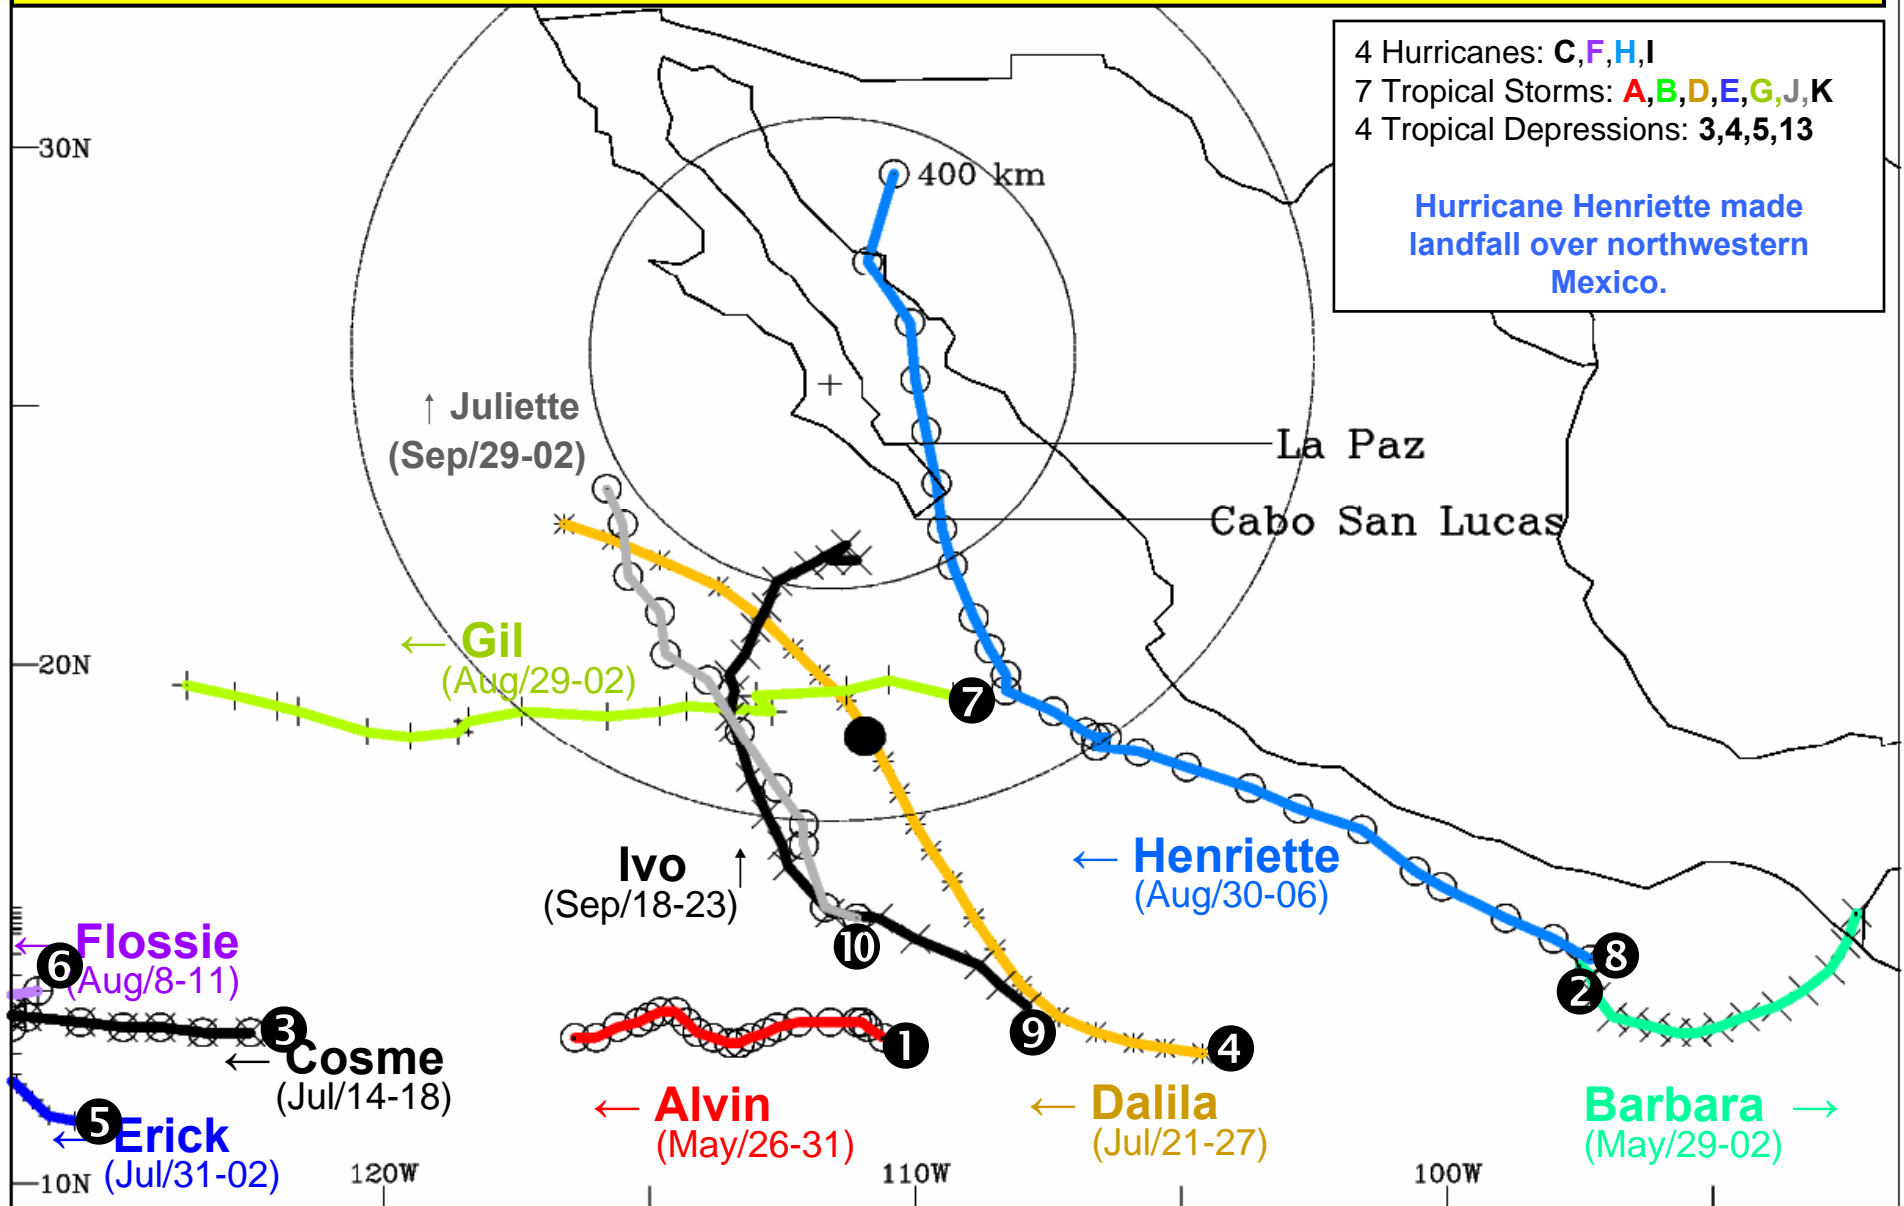 4 Hurricanes: C,F,H,I
7 Tropical Storms: A,B,D,E,G,J,K
4 Tropical Depressions: 3,4,5,13
Hurricane Henriette made
landfall over northwestern
Mexico.
30N
400 km
↑ Juliette
(Sep/29-02)
La Paz
Cabo San Lucas
← Gil
(Aug/29-02)
20N
7
Ivo ↑
(Sep/18-23)
← Henriette
(Aug/30-06)
← Flossie
(Aug/8-11)
6
10
8
2
3
← Cosme
(Jul/14-18)
9
1
4
5
← Erick
(Jul/31-02)
← Alvin
(May/26-31)
← Dalila
(Jul/21-27)
Barbara →
(May/29-02)
10N
120W
110W
100W